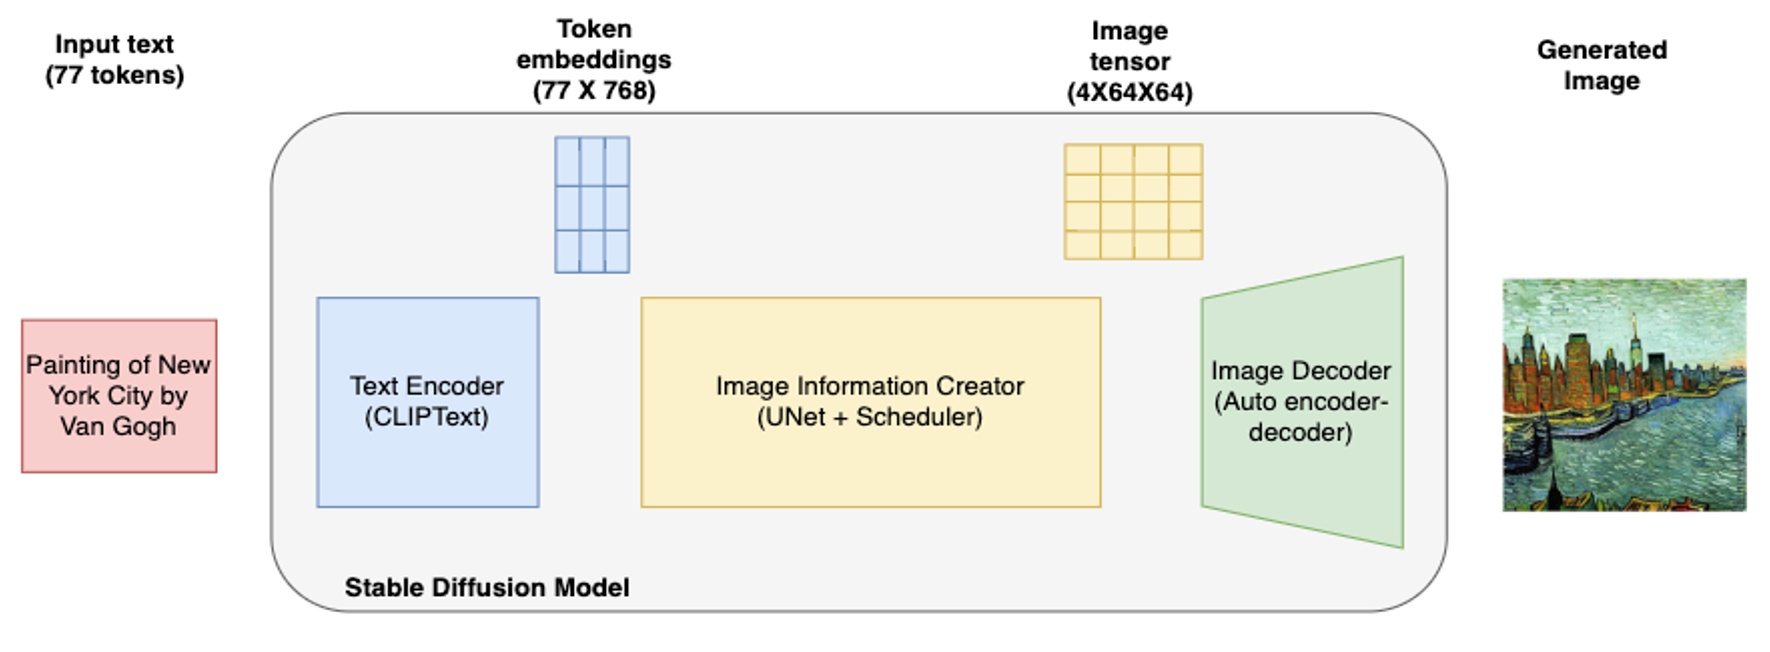 Input text
(77 tokens)
Token
embeddings
(77 X 768)
Image
tensor
(4X64X64)
Generated
Image
Painting of New
York City by
Van Gogh
Text Encoder
(CLIPText)
Image Information Creator
(UNet + Scheduler)
Image Decoder
(Auto encoder-
decoder)
Stable Diffusion Model